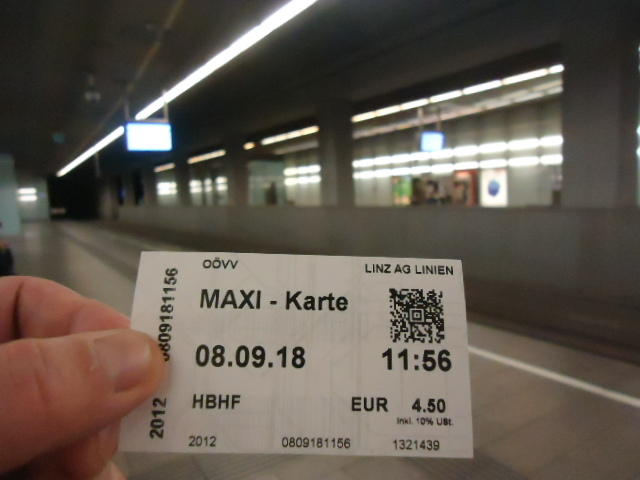 OÖVV LINZ AG LINIEN
MAXI - Karte
08.09.18 11:56
HBHF EUR 4.50
inkl. 10% USt.
2012 0809181156 1321439
2012 0809181156